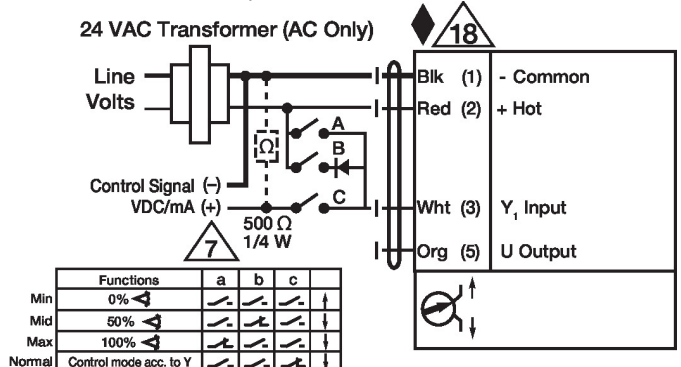 24 VAC Transformer (AC Only)
18
Line
Volts
Blk (1) - Common
Red (2) + Hot
A
Ω
B
Control Signal (–)
VDC/mA (+)
C
500 Ω
1/4 W
Wht (3) Y1 Input
Org (5) U Output
7
Functions a b c
Min 0%
Mid 50%
Max 100%
Normal Control mode acc. to Y